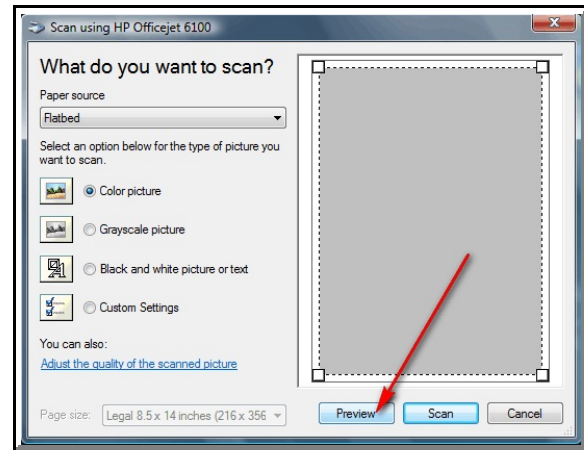 Scan using HP Officejet 6100
What do you want to scan?
Paper source
Flatbed
Select an option below for the type of picture you
want to scan.
Color picture
Grayscale picture
Black and white picture or text
Custom Settings
You can also:
Adjust the quality of the scanned picture
Page size: Legal 8.5 x 14 inches (216 x 356
Preview Scan Cancel